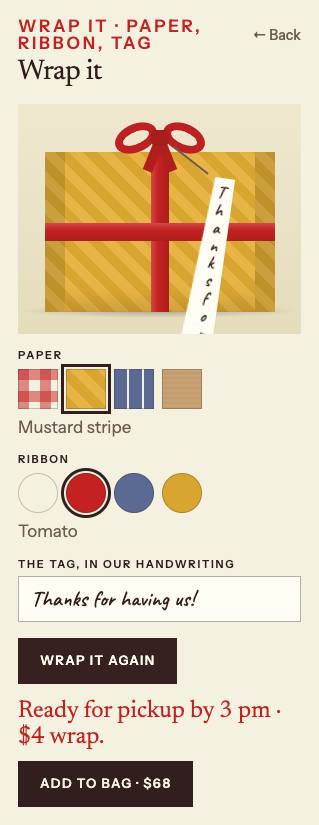 WRAP IT · PAPER,
RIBBON, TAG
← Back
Wrap it
T
h
a
n
k
s
f
o
PAPER
Mustard stripe
RIBBON
Tomato
THE TAG, IN OUR HANDWRITING
Thanks for having us!
WRAP IT AGAIN
Ready for pickup by 3 pm ·
$4 wrap.
ADD TO BAG · $68